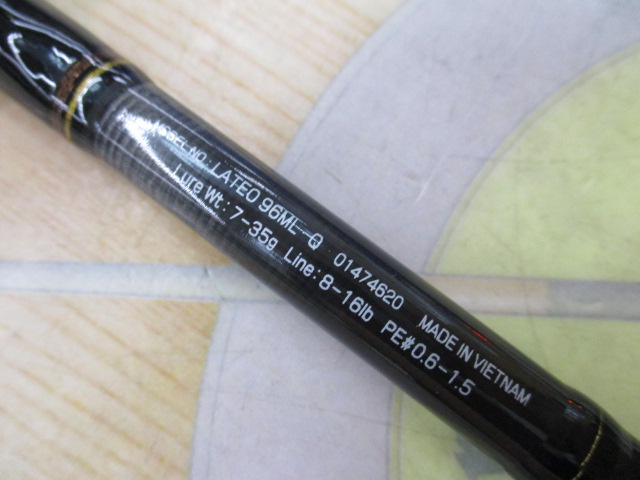 MODEL NO.: LATEO 96ML-Q 01474620 MADE IN VIETNAM
Lure Wt.: 7-35g Line: 8-16lb PE#0.6-1.5